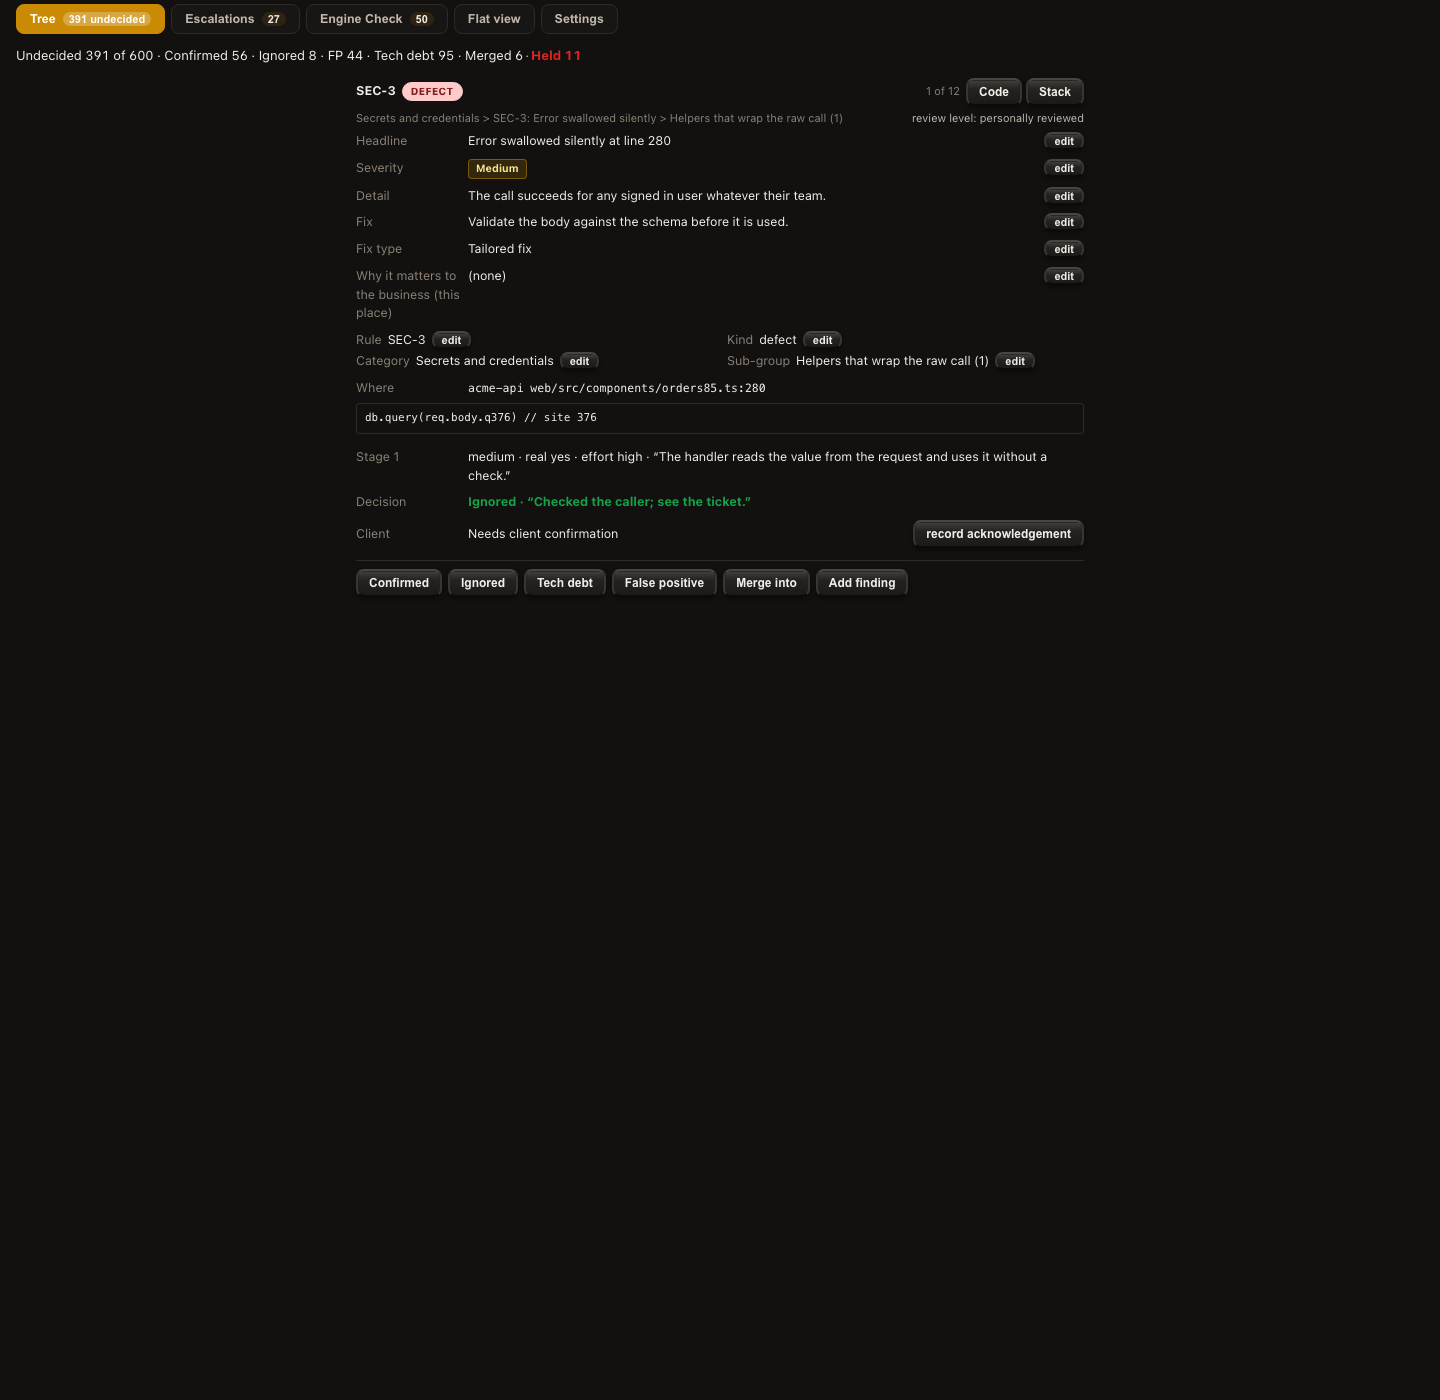 Tree 391 undecided Escalations 27 Engine Check 50 Flat view Settings
Undecided 391 of 600 · Confirmed 56 · Ignored 8 · FP 44 · Tech debt 95 · Merged 6 · Held 11
SEC-3 DEFECT 1 of 12 Code Stack
Secrets and credentials > SEC-3: Error swallowed silently > Helpers that wrap the raw call (1) review level: personally reviewed
Headline Error swallowed silently at line 280 edit
Severity Medium edit
Detail The call succeeds for any signed in user whatever their team. edit
Fix Validate the body against the schema before it is used. edit
Fix type Tailored fix edit
Why it matters to (none) edit
the business (this
place)
Rule SEC-3 edit Kind defect edit
Category Secrets and credentials edit Sub-group Helpers that wrap the raw call (1) edit
Where acme-api web/src/components/orders85.ts:280
db.query(req.body.q376) // site 376
Stage 1 medium · real yes · effort high · “The handler reads the value from the request and uses it without a
check.”
Decision Ignored · “Checked the caller; see the ticket.”
Client Needs client confirmation record acknowledgement
Confirmed Ignored Tech debt False positive Merge into Add finding